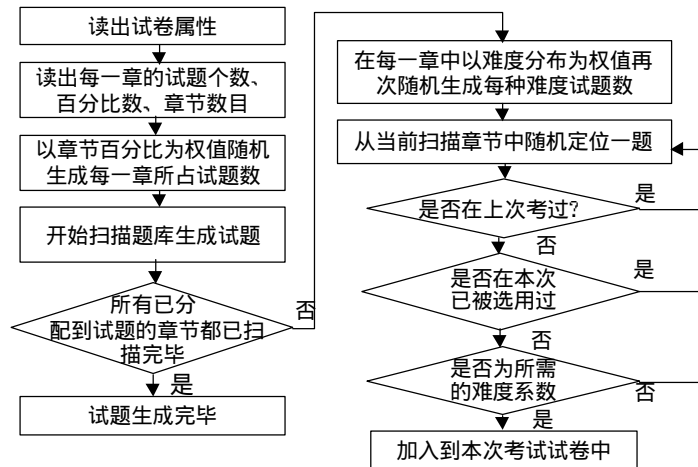 读出试卷属性
读出每一章的试题个数、
百分比数、章节数目
以章节百分比为权值随机
生成每一章所占试题数
开始扫描题库生成试题
所有已分
配到试题的章节都已扫
描完毕
否
是
试题生成完毕
在每一章中以难度分布为权值再
次随机生成每种难度试题数
从当前扫描章节中随机定位一题
是否在上次考过?
是
否
是否在本次
已被选用过
是
否
是否为所需
的难度系数
否
是
加入到本次考试试卷中